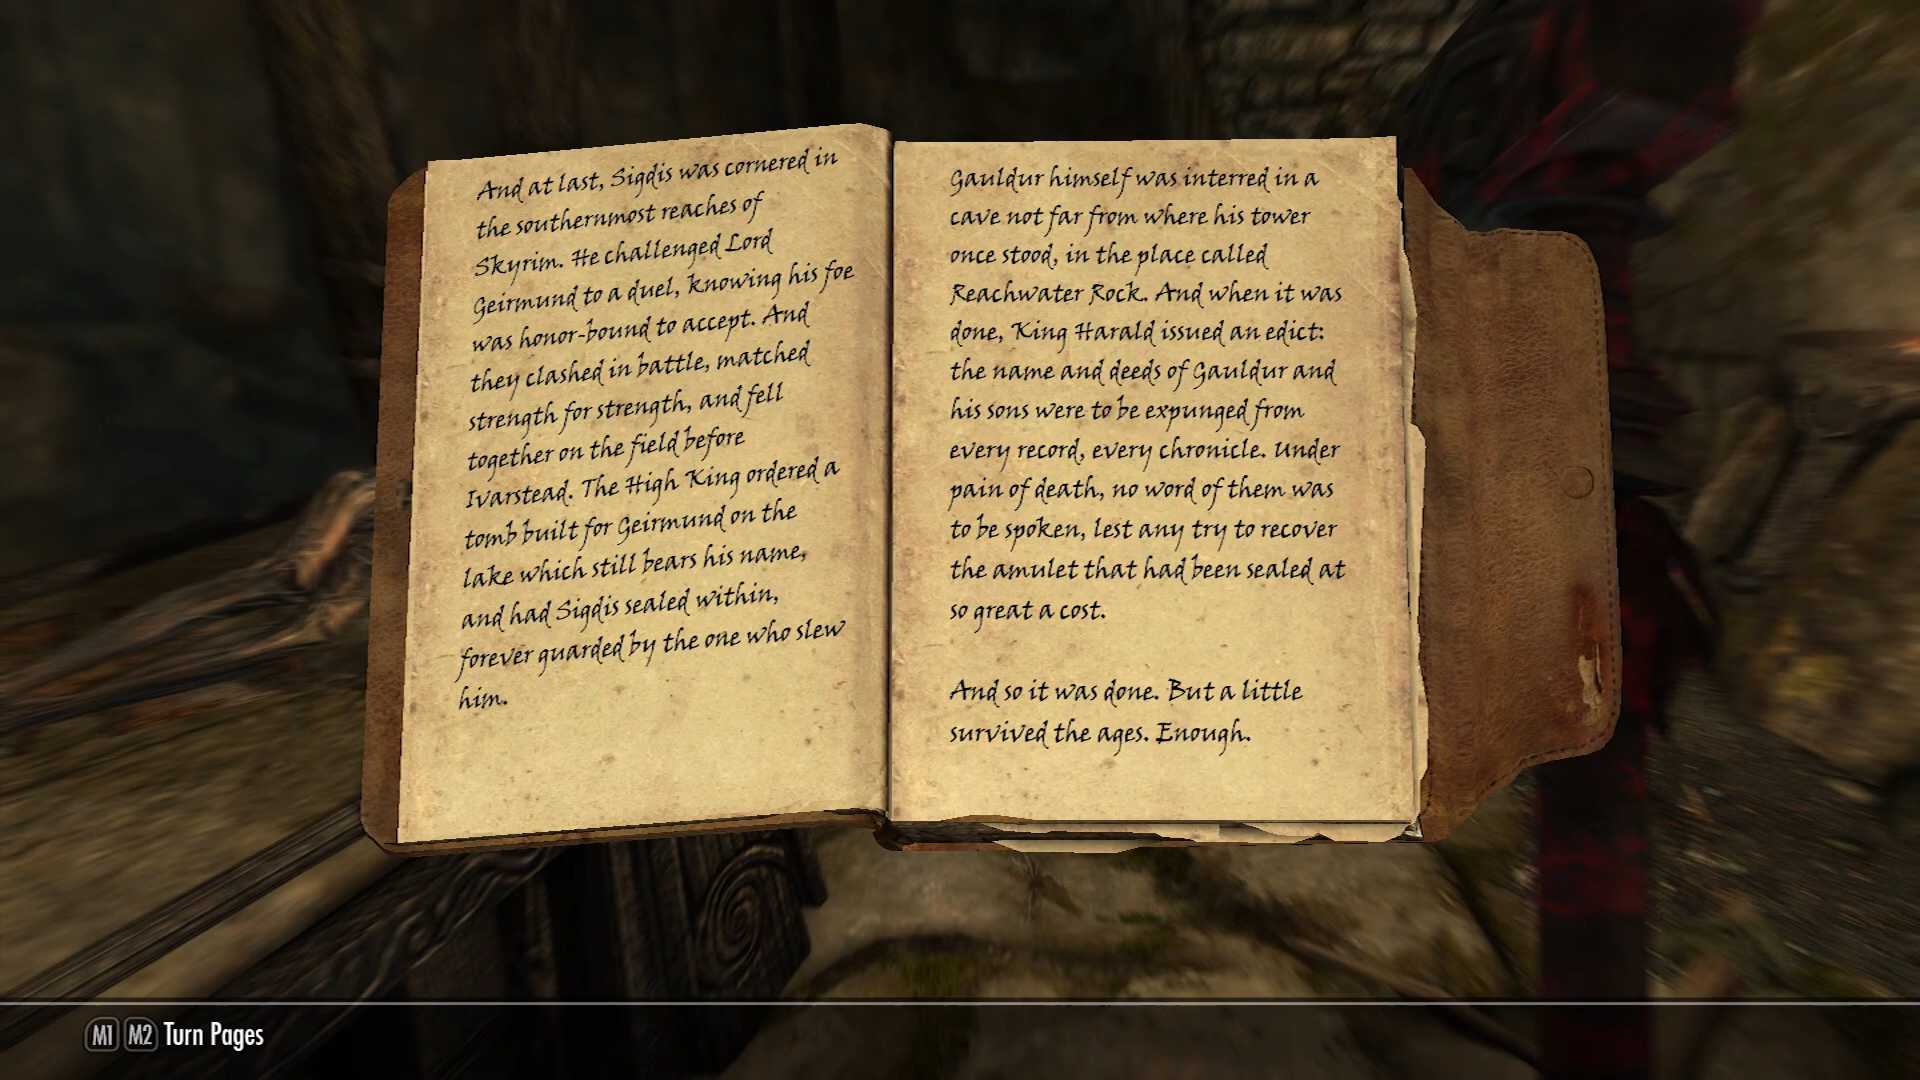 And at last, Sigdis was cornered in
the southernmost reaches of
Skyrim. He challenged Lord
Geirmund to a duel, knowing his foe
was honor-bound to accept. And
they clashed in battle, matched
strength for strength, and fell
together on the field before
Ivarstead. The High King ordered a
tomb built for Geirmund on the
lake which still bears his name,
and had Sigdis sealed within,
forever guarded by the one who slew
him.
Gauldur himself was interred in a
cave not far from where his tower
once stood, in the place called
Reachwater Rock. And when it was
done, King Harald issued an edict:
the name and deeds of Gauldur and
his sons were to be expunged from
every record, every chronicle. Under
pain of death, no word of them was
to be spoken, lest any try to recover
the amulet that had been sealed at
so great a cost.
And so it was done. But a little
survived the ages. Enough.
M1 M2 Turn Pages